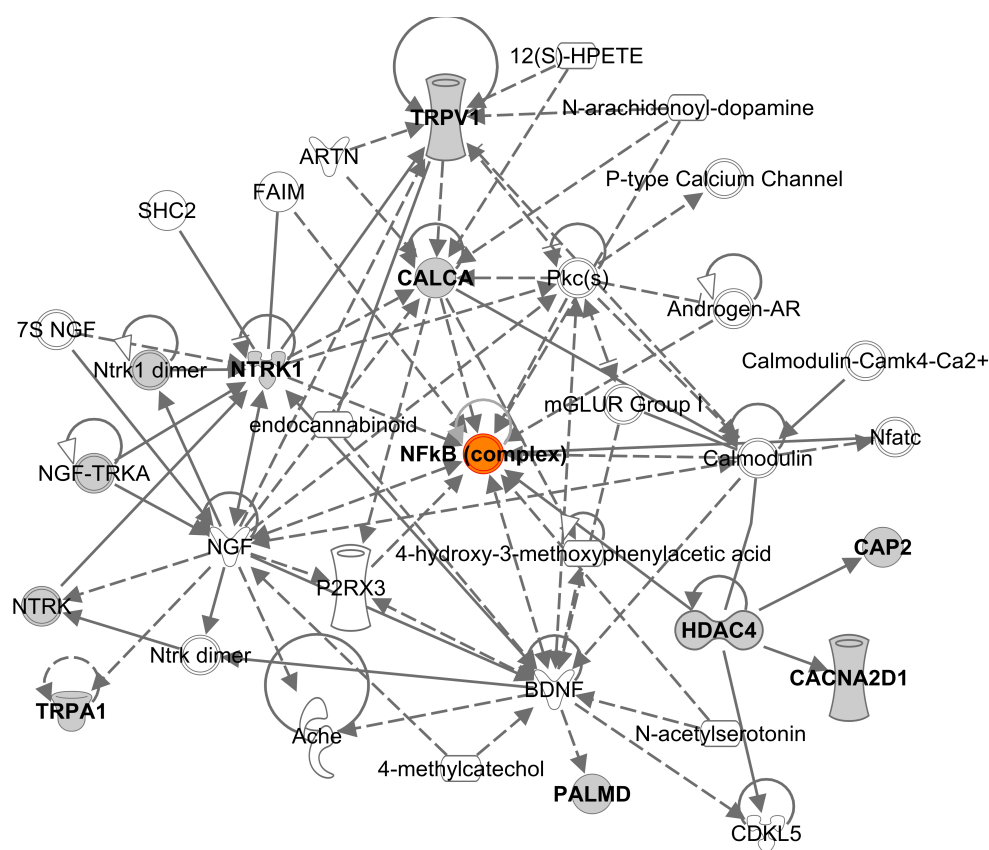 12(S)-HPETE
TRPV1
N-arachidonoyl-dopamine
ARTN
P-type Calcium Channel
FAIM
SHC2
CALCA
Pkc(s)
Androgen-AR
7S NGF
Ntrk1 dimer
NTRK1
Calmodulin-Camk4-Ca2+
mGLUR Group I
endocannabinoid
Nfatc
NFkB (complex)
Calmodulin
NGF-TRKA
NGF
4-hydroxy-3-methoxyphenylacetic acid
CAP2
P2RX3
NTRK
HDAC4
Ntrk dimer
CACNA2D1
BDNF
TRPA1
Ache
N-acetylserotonin
4-methylcatechol
PALMD
CDKL5